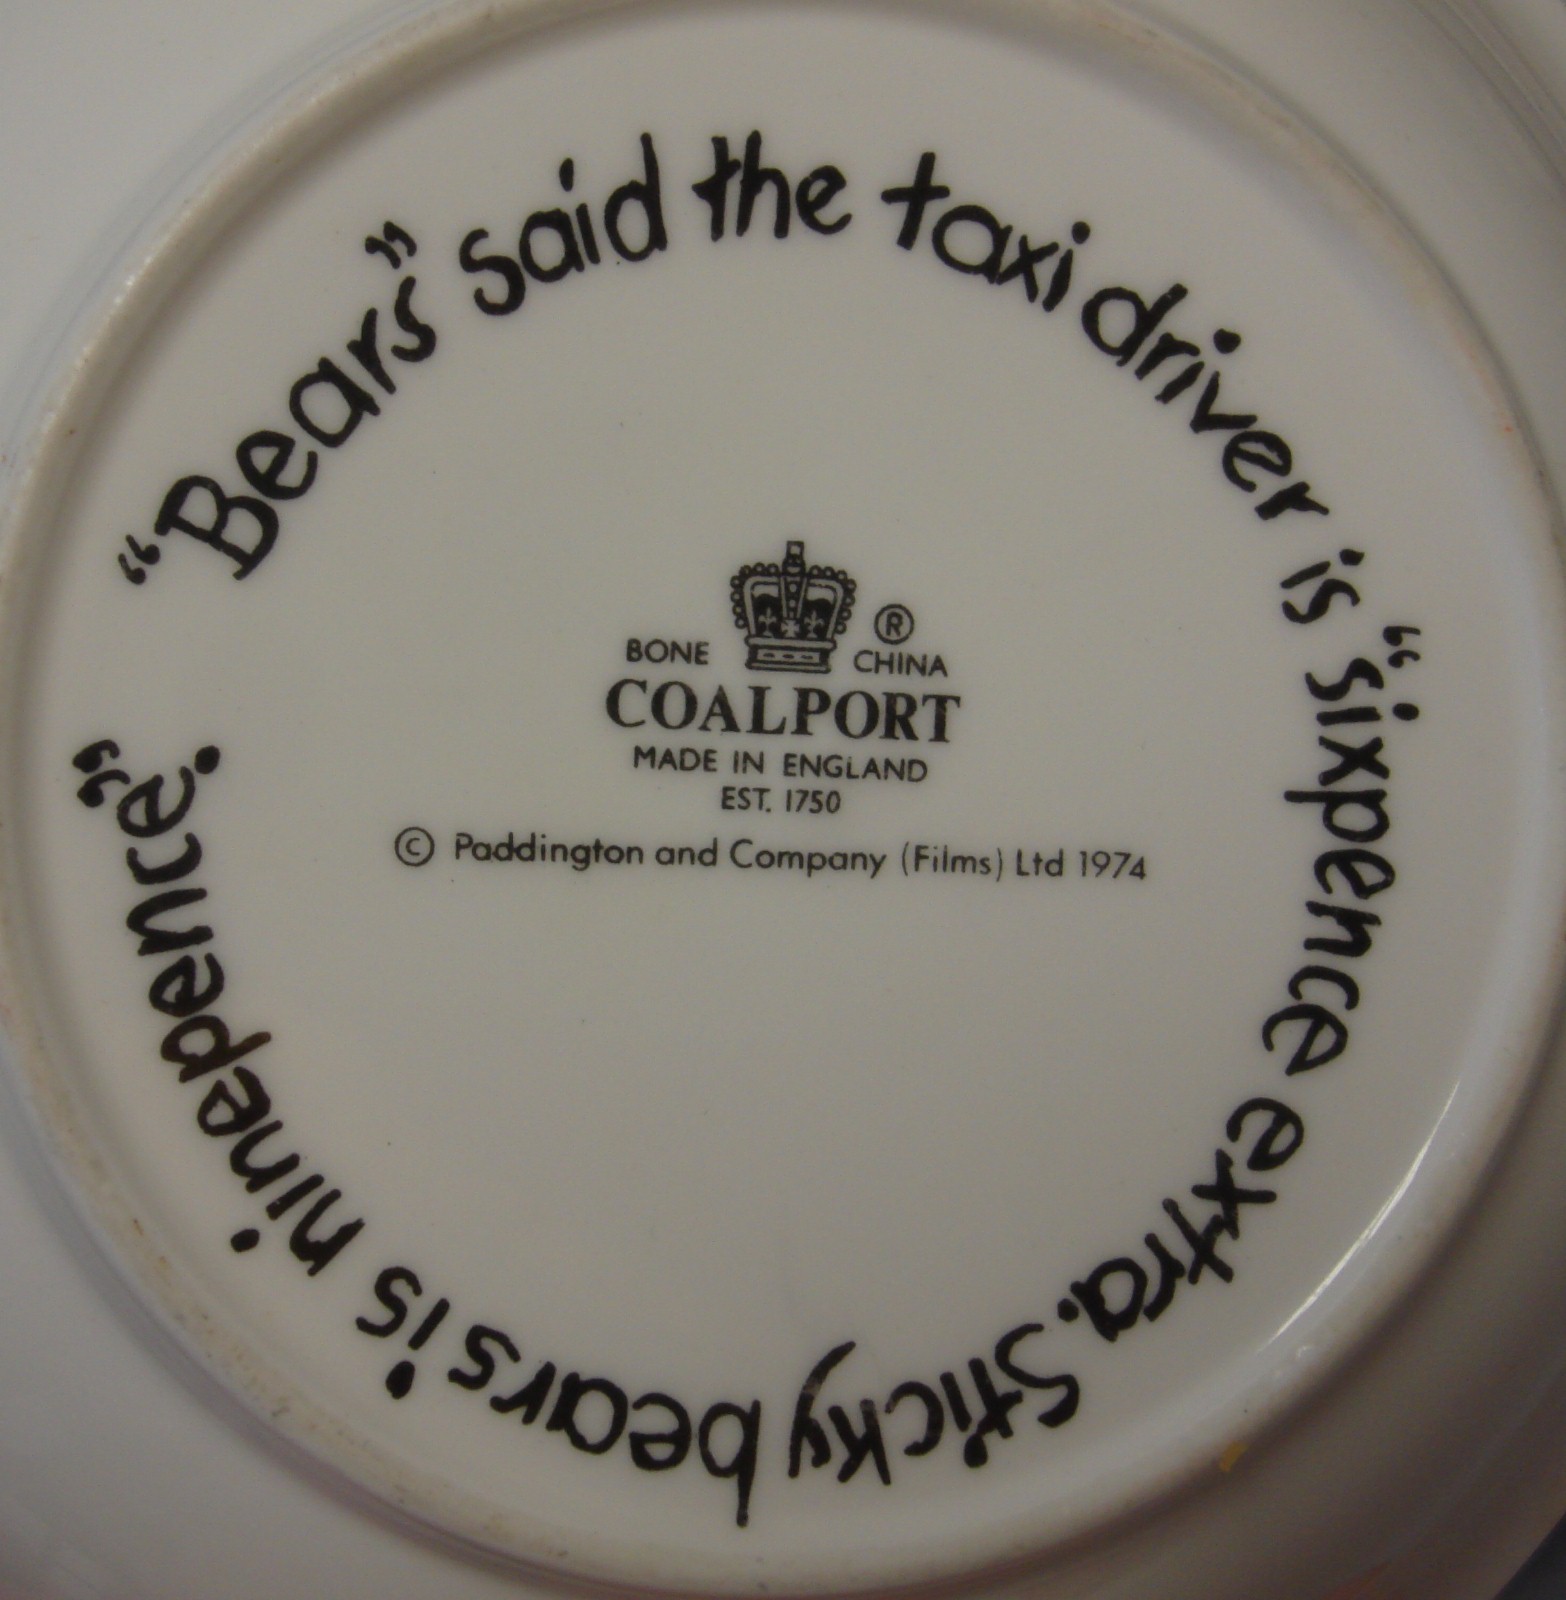 “Bears” said the taxi driver is “sixpence extra. Sticky bears is ninepence.”
BONE CHINA ®
COALPORT
MADE IN ENGLAND
EST. 1750
© Paddington and Company (Films) Ltd 1974